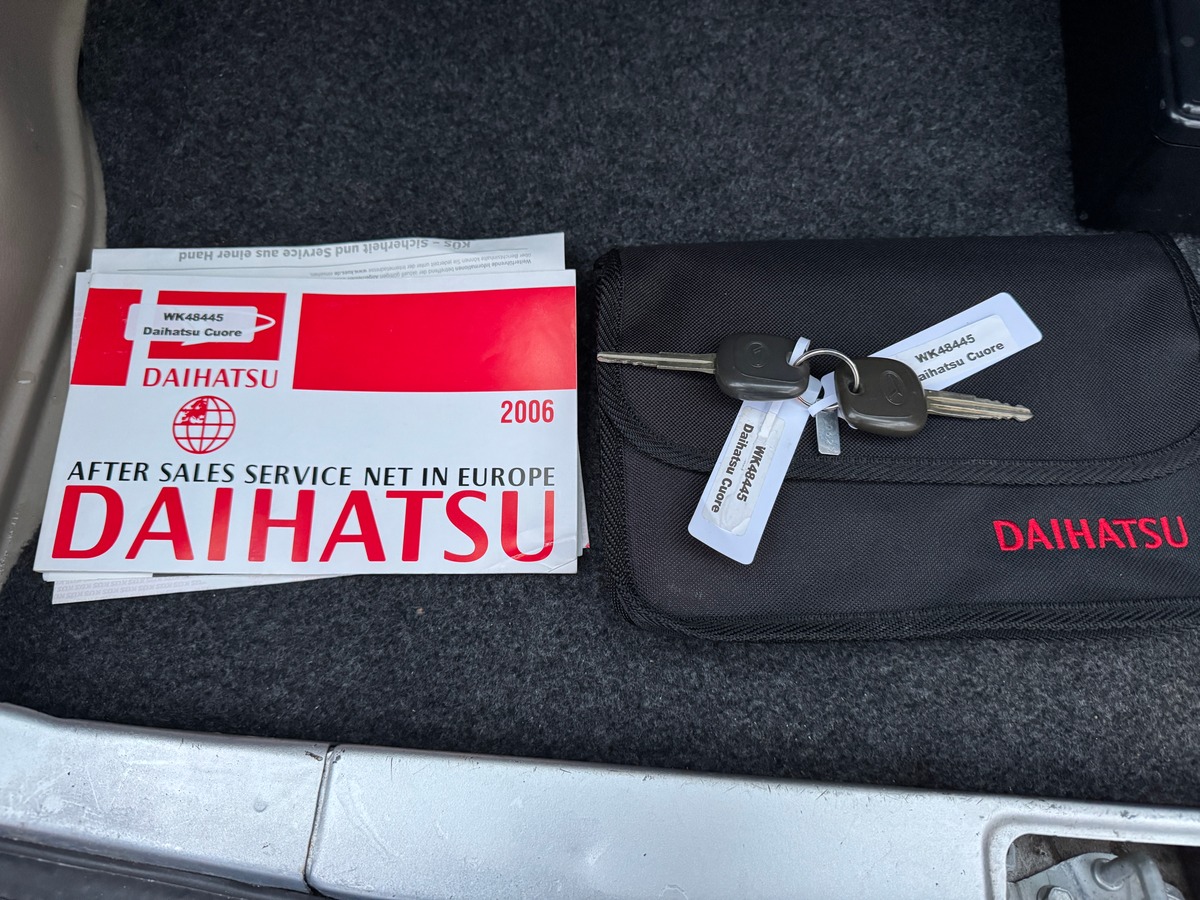 KÜS - Sicherheit und Service aus einer Hand
WK48445
Daihatsu Cuore
DAIHATSU
2006
AFTER SALES SERVICE NET IN EUROPE
DAIHATSU
WK48445
Daihatsu Cuore
WK48445
Daihatsu Cuore
DAIHATSU